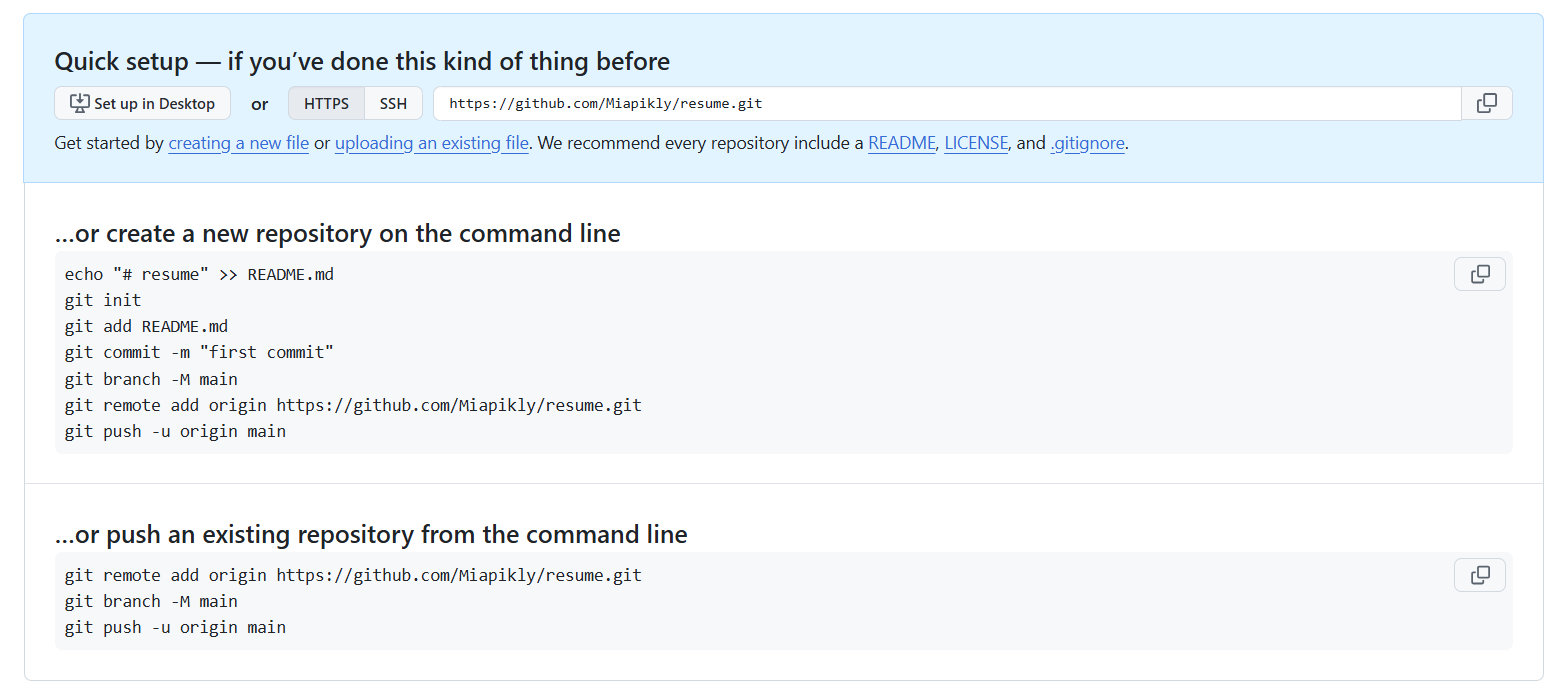 Quick setup — if you’ve done this kind of thing before
Set up in Desktop or HTTPS SSH https://github.com/Miapikly/resume.git
Get started by creating a new file or uploading an existing file. We recommend every repository include a README, LICENSE, and .gitignore.
…or create a new repository on the command line
echo "# resume" >> README.md
git init
git add README.md
git commit -m "first commit"
git branch -M main
git remote add origin https://github.com/Miapikly/resume.git
git push -u origin main
…or push an existing repository from the command line
git remote add origin https://github.com/Miapikly/resume.git
git branch -M main
git push -u origin main